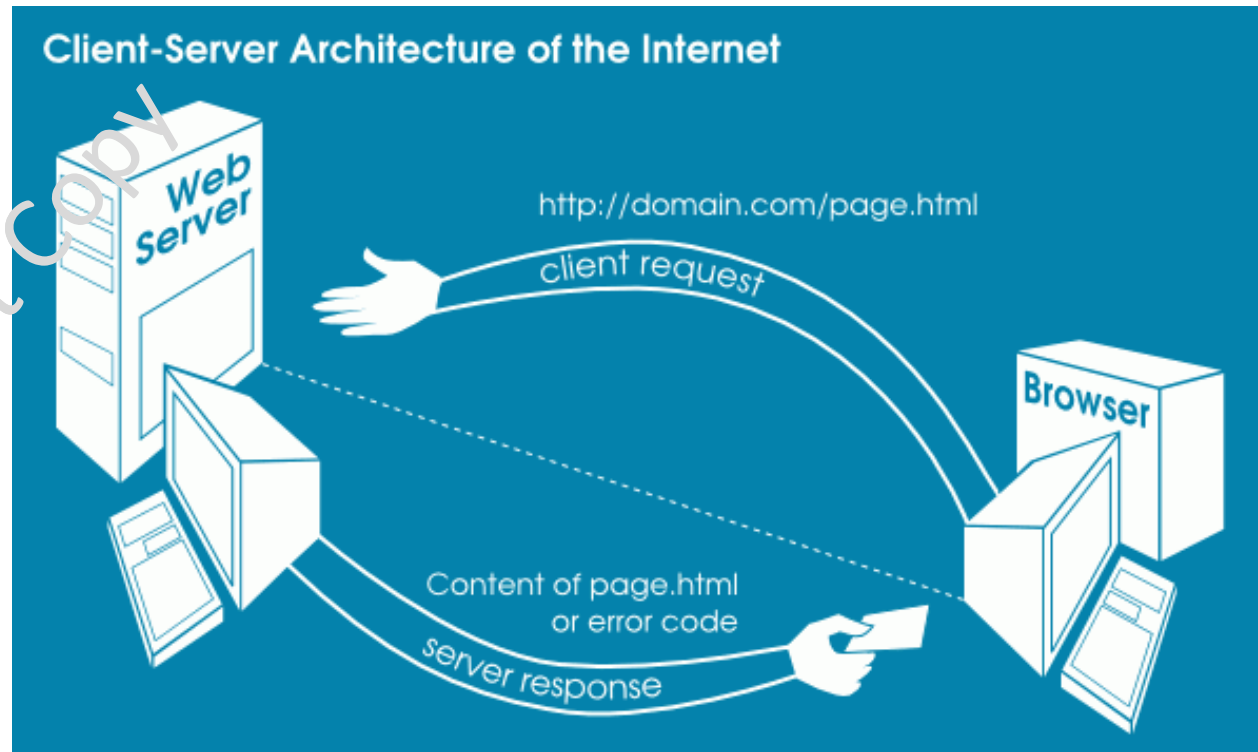 Client-Server Architecture of the Internet
Copy
Web
Server
http://domain.com/page.html
client request
Browser
Content of page.html
or error code
server response